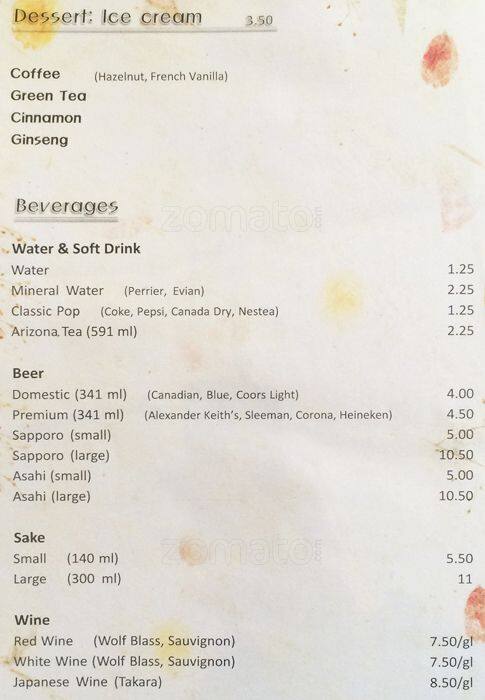 Dessert: Ice cream 3.50
Coffee (Hazelnut, French Vanilla)
Green Tea
Cinnamon
Ginseng
Beverages
zomato
Water & Soft Drink
Water 1.25
Mineral Water (Perrier, Evian) 2.25
Classic Pop (Coke, Pepsi, Canada Dry, Nestea) 1.25
Arizona Tea (591 ml) 2.25
Beer
Domestic (341 ml) (Canadian, Blue, Coors Light) 4.00
Premium (341 ml) (Alexander Keith's, Sleeman, Corona, Heineken) 4.50
Sapporo (small) 5.00
Sapporo (large) 10.50
Asahi (small) 5.00
Asahi (large) 10.50
Sake
zomato
Small (140 ml) 5.50
Large (300 ml) 11
Wine
Red Wine (Wolf Blass, Sauvignon) 7.50/gl
White Wine (Wolf Blass, Sauvignon) 7.50/gl
Japanese Wine (Takara) 8.50/gl